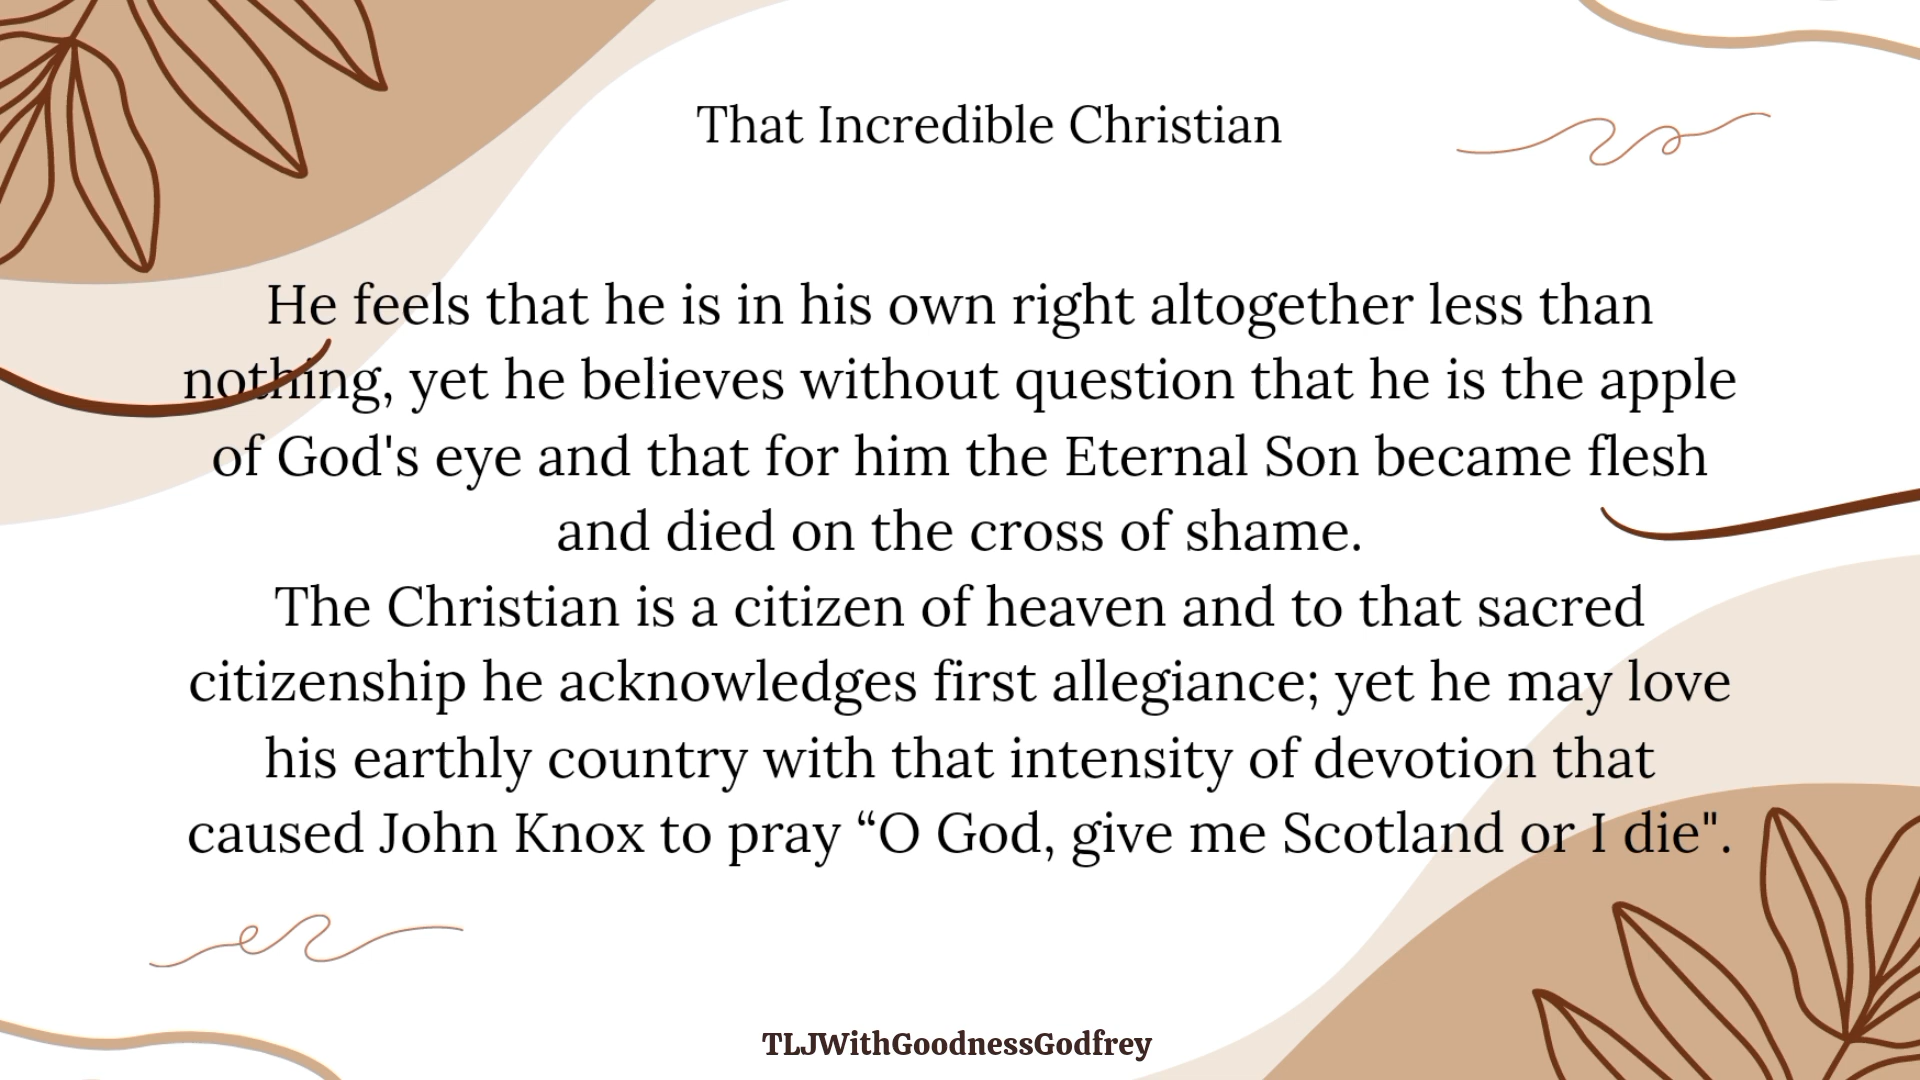 That Incredible Christian
He feels that he is in his own right altogether less than
nothing, yet he believes without question that he is the apple
of God's eye and that for him the Eternal Son became flesh
and died on the cross of shame.
The Christian is a citizen of heaven and to that sacred
citizenship he acknowledges first allegiance; yet he may love
his earthly country with that intensity of devotion that
caused John Knox to pray “O God, give me Scotland or I die".
TLJWithGoodnessGodfrey